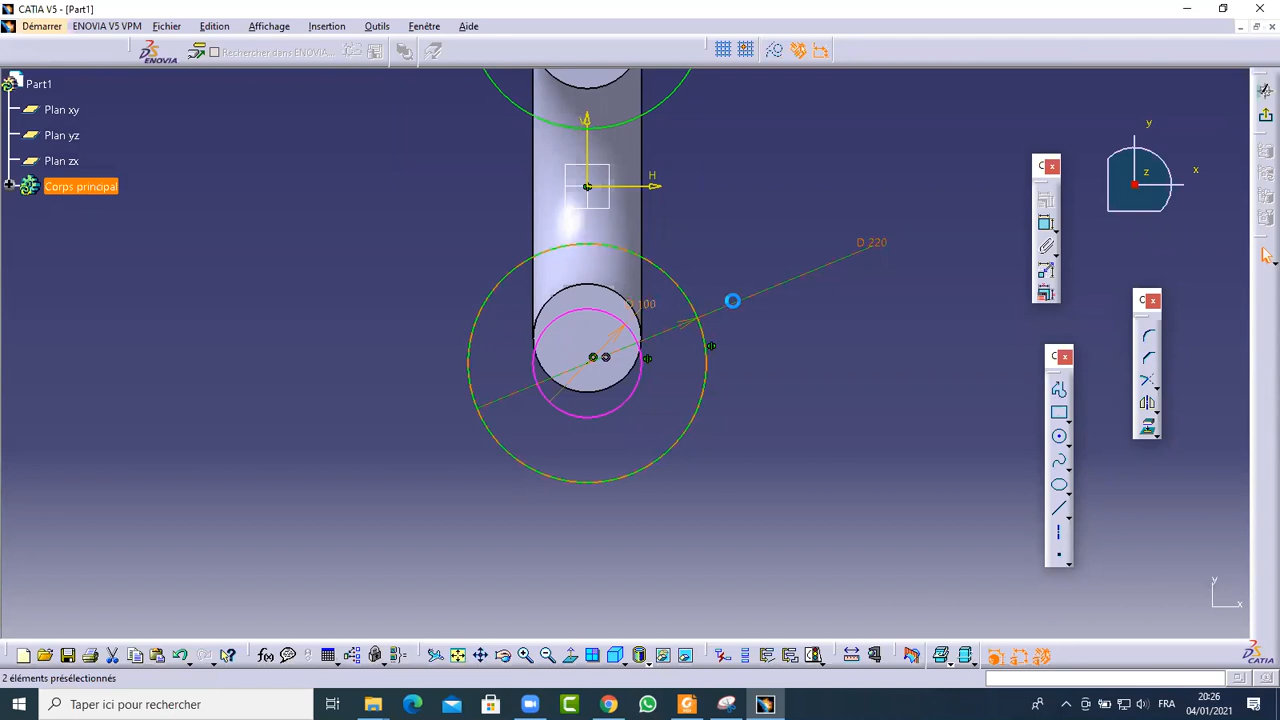 CATIA V5 - [Part1]
Démarrer ENOVIA V5 VPM Fichier Edition Affichage Insertion Outils Fenêtre Aide
ENOVIA
Rechercher dans ENOVIA...
Part1
Plan xy
Plan yz
Plan zx
Corps principal
V
H
D 220
D 100
y
x
z
C
C
C
y
x
f(x)
CATIA
2 éléments présélectionnés
Taper ici pour rechercher
FRA
20:26
04/01/2021